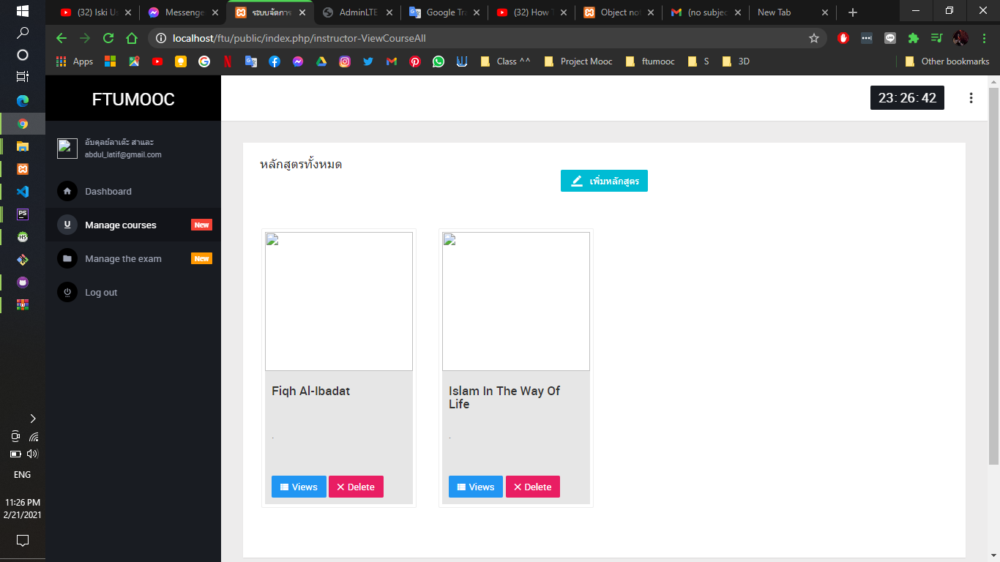 (32) Iski Us
Messenge
ระบบจัดการ
AdminLTE
Google Tra
(32) How T
Object not
(no subjec
New Tab
localhost/ftu/public/index.php/instructor-ViewCourseAll
Apps
Class ^^
Project Mooc
ftumooc
S
3D
Other bookmarks
FTUMOOC
23: 26: 42
อับดุลย์ลาเต๊ะ สาและ
abdul_latif@gmail.com
Dashboard
Manage courses New
Manage the exam New
Log out
หลักสูตรทั้งหมด
เพิ่มหลักสูตร
Fiqh Al-Ibadat
.
Views
Delete
Islam In The Way Of
Life
.
Views
Delete
ENG
11:26 PM
2/21/2021